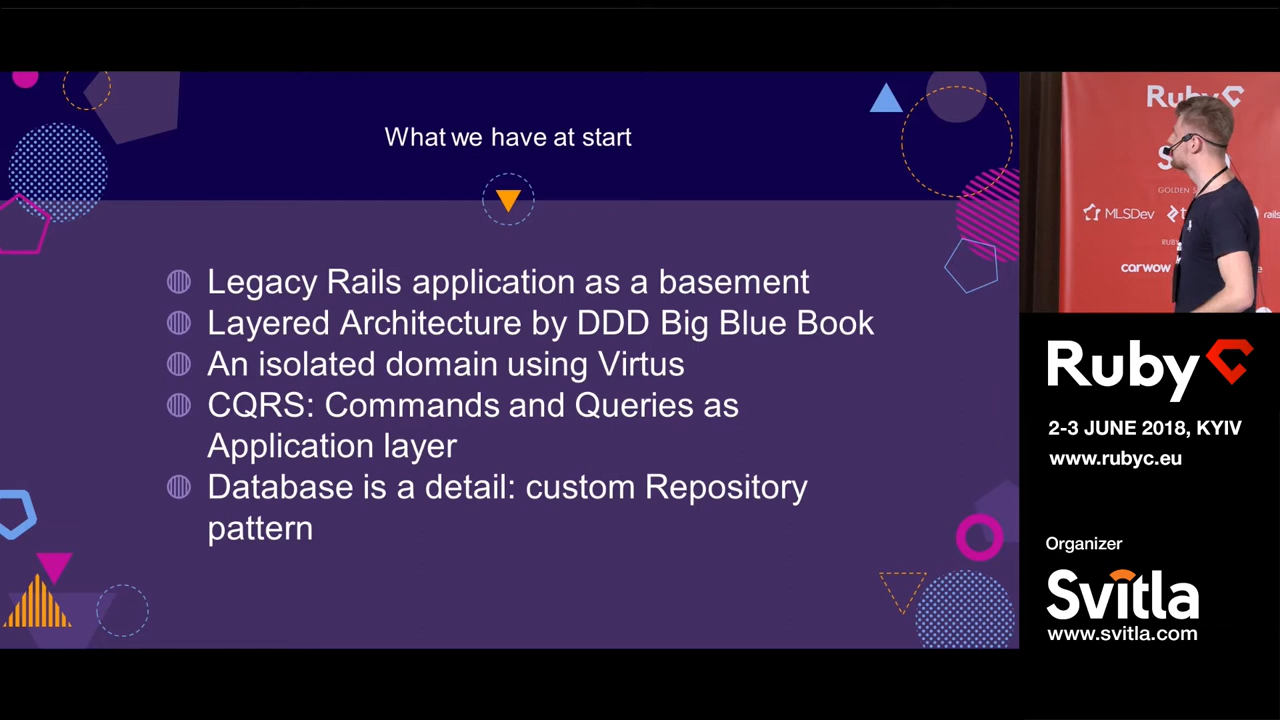 What we have at start
Legacy Rails application as a basement
Layered Architecture by DDD Big Blue Book
An isolated domain using Virtus
CQRS: Commands and Queries as
Application layer
Database is a detail: custom Repository
pattern
GOLDEN
MLSDev
rails
carwow
Ruby
2-3 JUNE 2018, KYIV
www.rubyc.eu
Organizer
Svitla
www.svitla.com